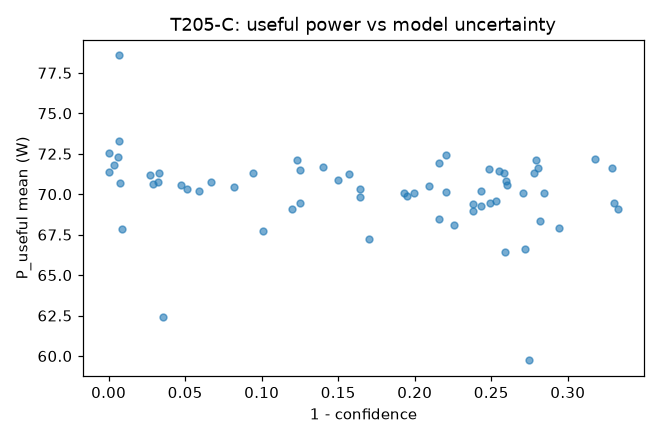 T205-C: useful power vs model uncertainty
P_useful mean (W)
77.5
75.0
72.5
70.0
67.5
65.0
62.5
60.0
0.00 0.05 0.10 0.15 0.20 0.25 0.30
1 - confidence